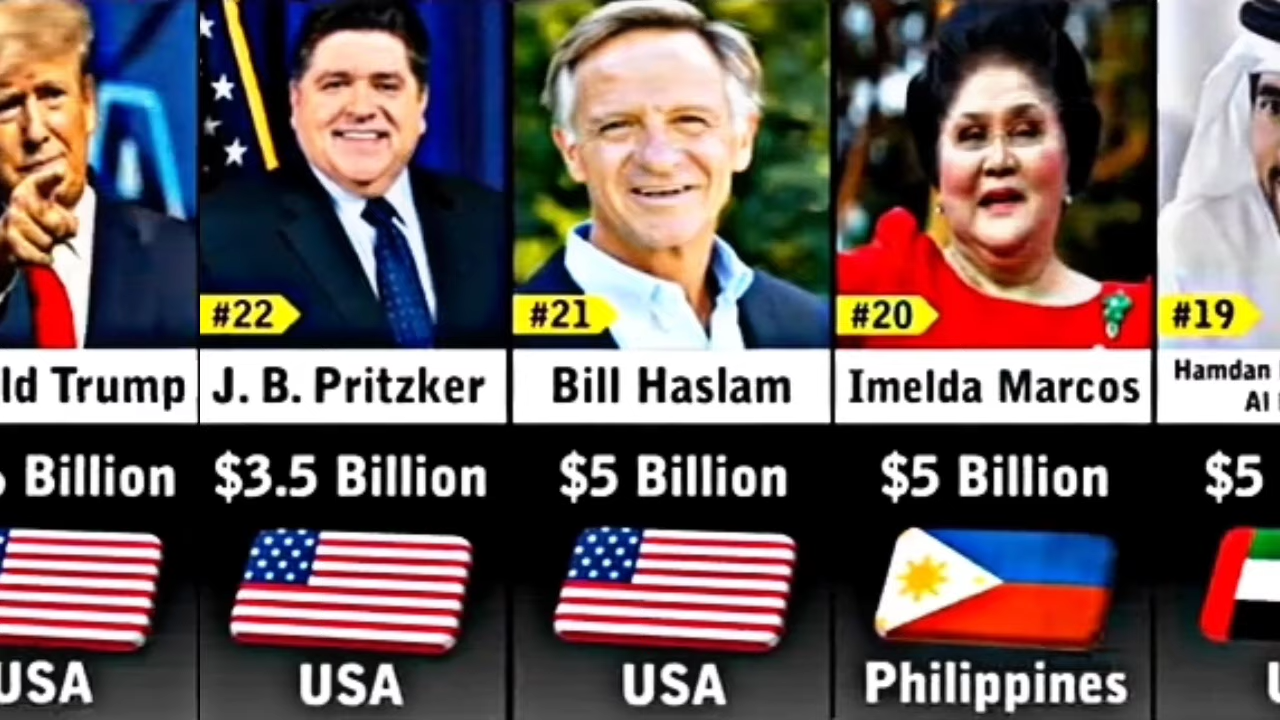 ld Trump
Billion
USA
#22
J. B. Pritzker
$3.5 Billion
USA
#21
Bill Haslam
$5 Billion
USA
#20
Imelda Marcos
$5 Billion
Philippines
#19
Hamdan
Al
$5
U